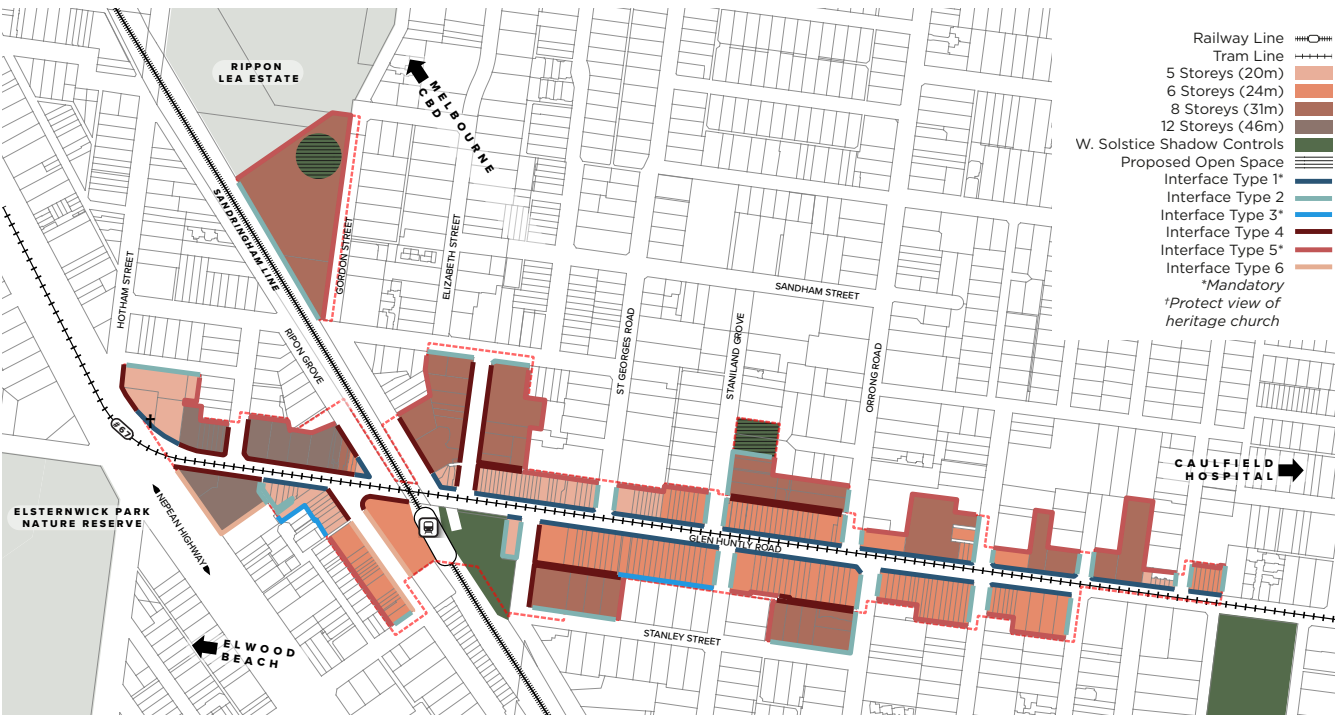 RIPPON
LEA ESTATE
MELBOURNE
CBD
SANDRINGHAM LINE
GORDON STREET
ELIZABETH STREET
HOTHAM STREET
RIPON GROVE
SANDHAM STREET
ST GEORGES ROAD
STANILAND GROVE
ORRONG ROAD
#67
ELSTERNWICK PARK
NATURE RESERVE
NEPEAN HIGHWAY
GLEN HUNTLY ROAD
CAULFIELD
HOSPITAL
STANLEY STREET
ELWOOD
BEACH
Railway Line
Tram Line
5 Storeys (20m)
6 Storeys (24m)
8 Storeys (31m)
12 Storeys (46m)
W. Solstice Shadow Controls
Proposed Open Space
Interface Type 1*
Interface Type 2
Interface Type 3*
Interface Type 4
Interface Type 5*
Interface Type 6
*Mandatory
†Protect view of
heritage church